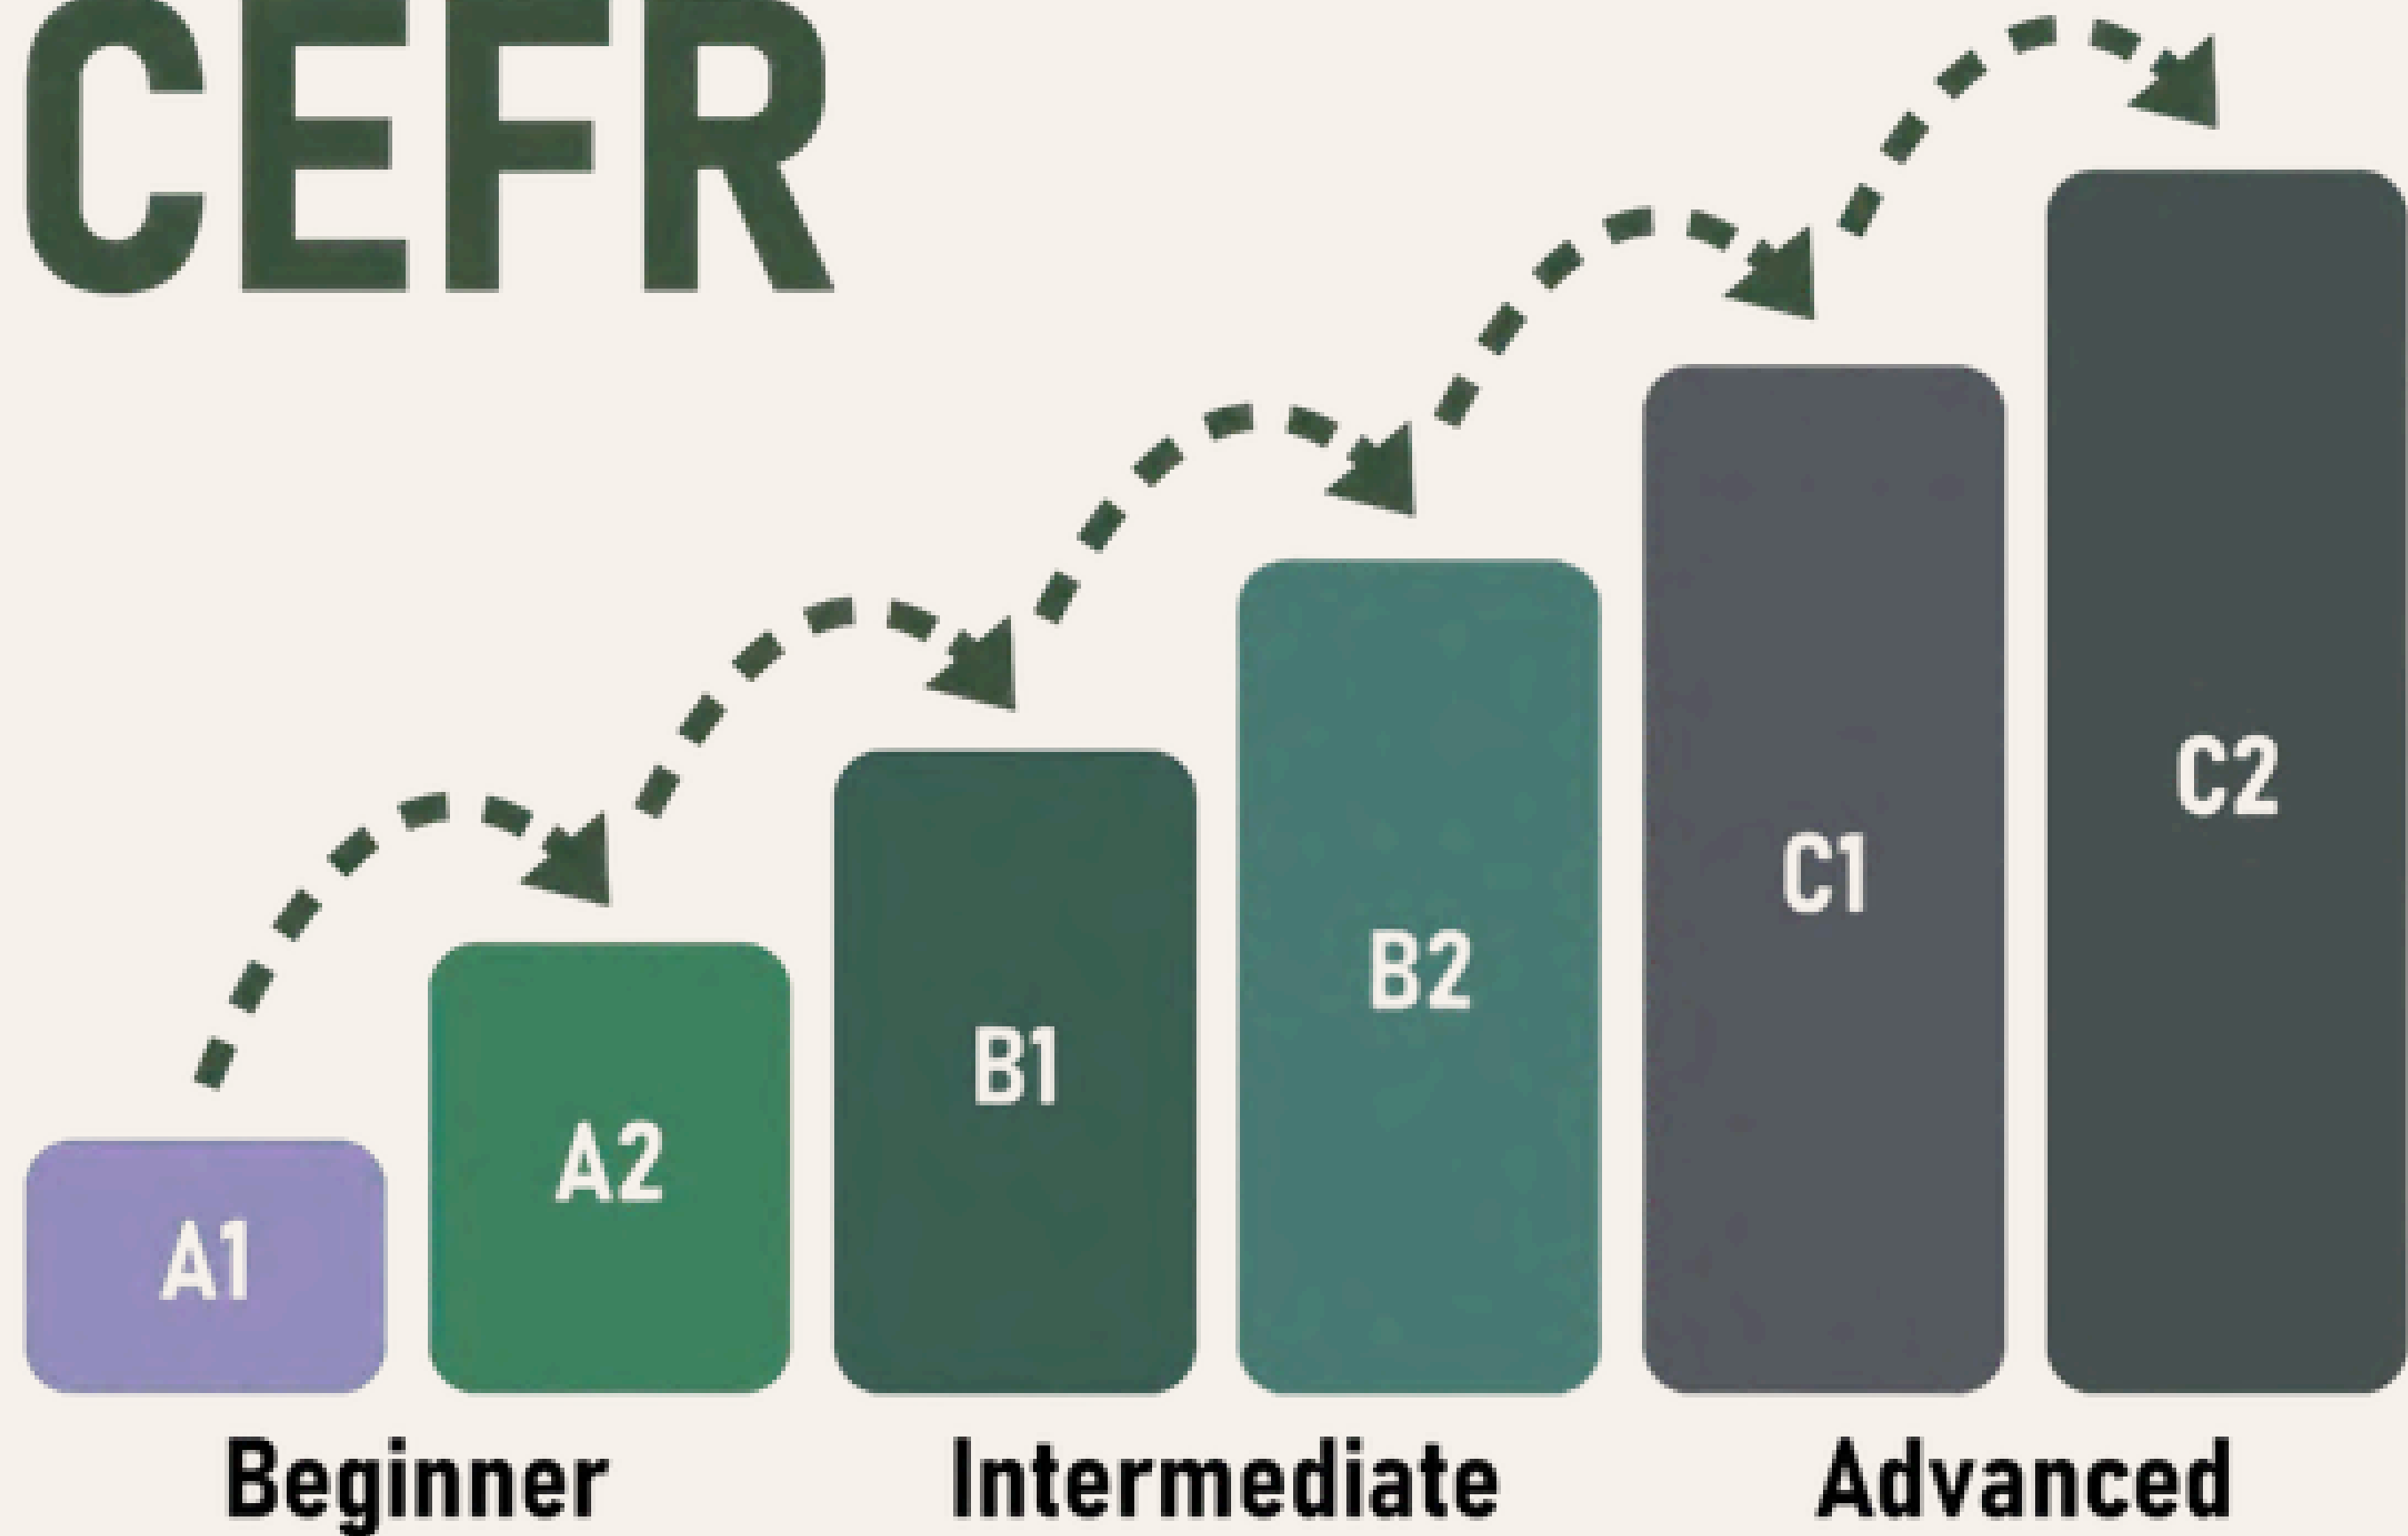 CEFR
A1
A2
B1
B2
C1
C2
Beginner
Intermediate
Advanced